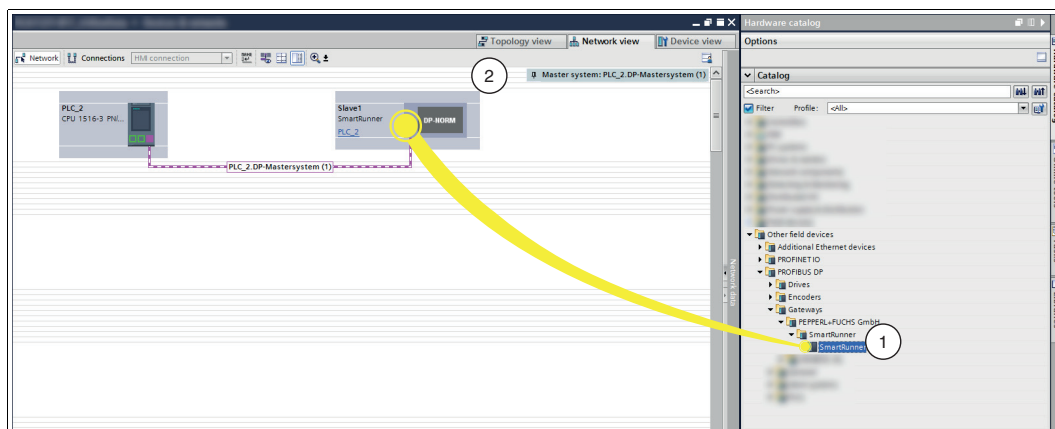 Hardware catalog
Topology view
Network view
Device view
Options
Network
Connections
HMI connection
2
Master system: PLC_2.DP-Mastersystem (1)
Catalog
<Search>
Filter
Profile:
<All>
PLC_2
CPU 1516-3 PN/...
Slave1
SmartRunner
PLC_2
DP-NORM
PLC_2.DP-Mastersystem (1)
Other field devices
Additional Ethernet devices
PROFINET IO
PROFIBUS DP
Drives
Encoders
Gateways
PEPPERL+FUCHS GmbH
SmartRunner
SmartRunner
1
Network data